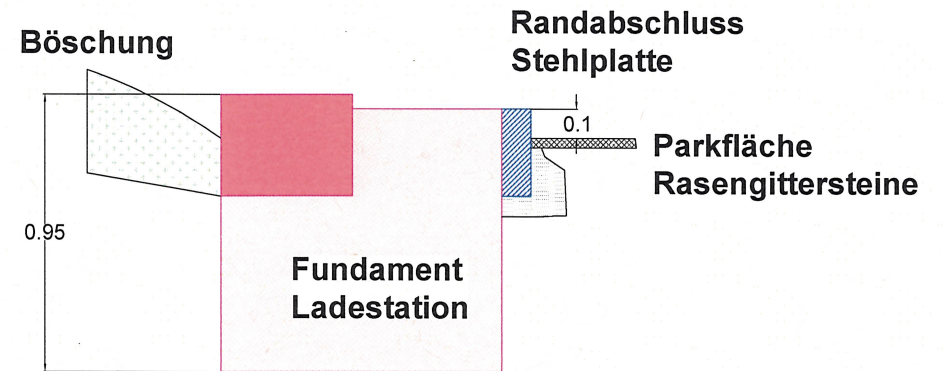 Böschung
Randabschluss
Stehlplatte
0.1
Parkfläche
Rasengittersteine
0.95
Fundament
Ladestation